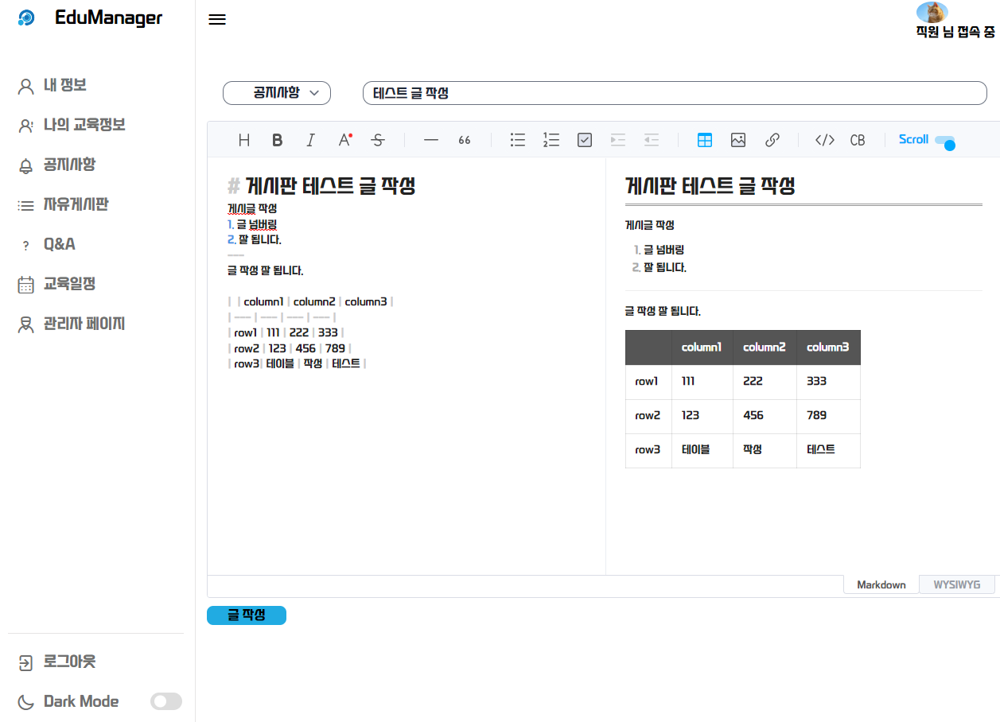 EduManager
직원 님 접속 중
내 정보
나의 교육정보
공지사항
자유게시판
Q&A
교육일정
관리자 페이지
로그아웃
Dark Mode
공지사항
테스트 글 작성
H B I A S 66 </> CB Scroll
# 게시판 테스트 글 작성
게시글 작성
1. 글 넘버링
2. 잘 됩니다.
---
글 작성 잘 됩니다.
| | column1 | column2 | column3 |
| --- | --- | --- | --- |
| row1 | 111 | 222 | 333 |
| row2 | 123 | 456 | 789 |
| row3| 테이블 | 작성 | 테스트 |
게시판 테스트 글 작성
게시글 작성
1. 글 넘버링
2. 잘 됩니다.
글 작성 잘 됩니다.
column1 column2 column3
row1 111 222 333
row2 123 456 789
row3 테이블 작성 테스트
Markdown WYSIWYG
글 작성